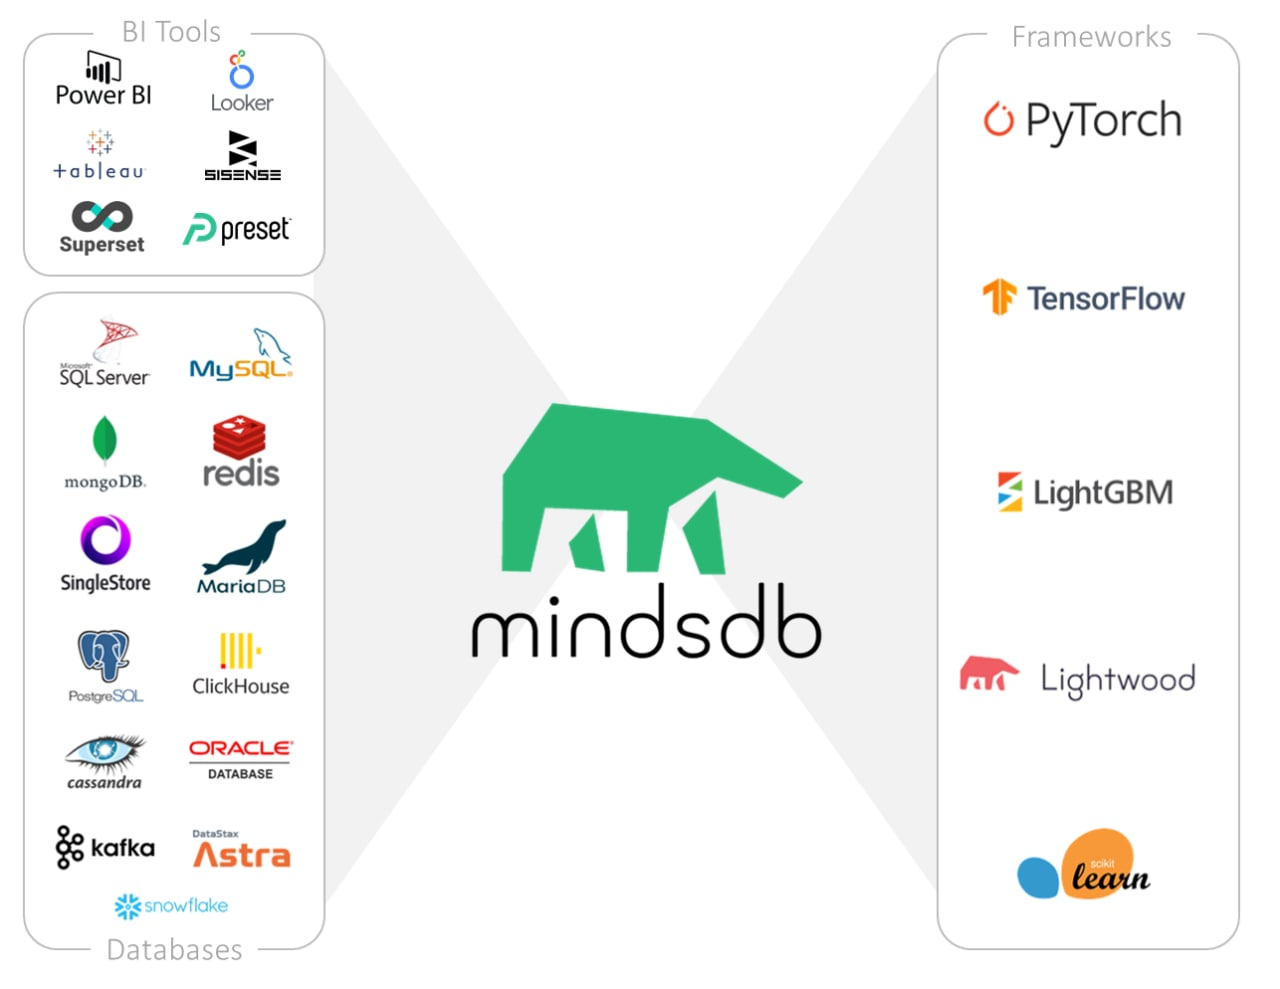 BI Tools
Power BI
Looker
+ableau
SISENSE
Superset
preset
Microsoft
SQL Server
MySQL
mongoDB
redis
SingleStore
MariaDB
PostgreSQL
ClickHouse
cassandra
ORACLE
DATABASE
kafka
DataStax
Astra
snowflake
Databases
mindsdb
Frameworks
PyTorch
TensorFlow
LightGBM
Lightwood
scikit
learn